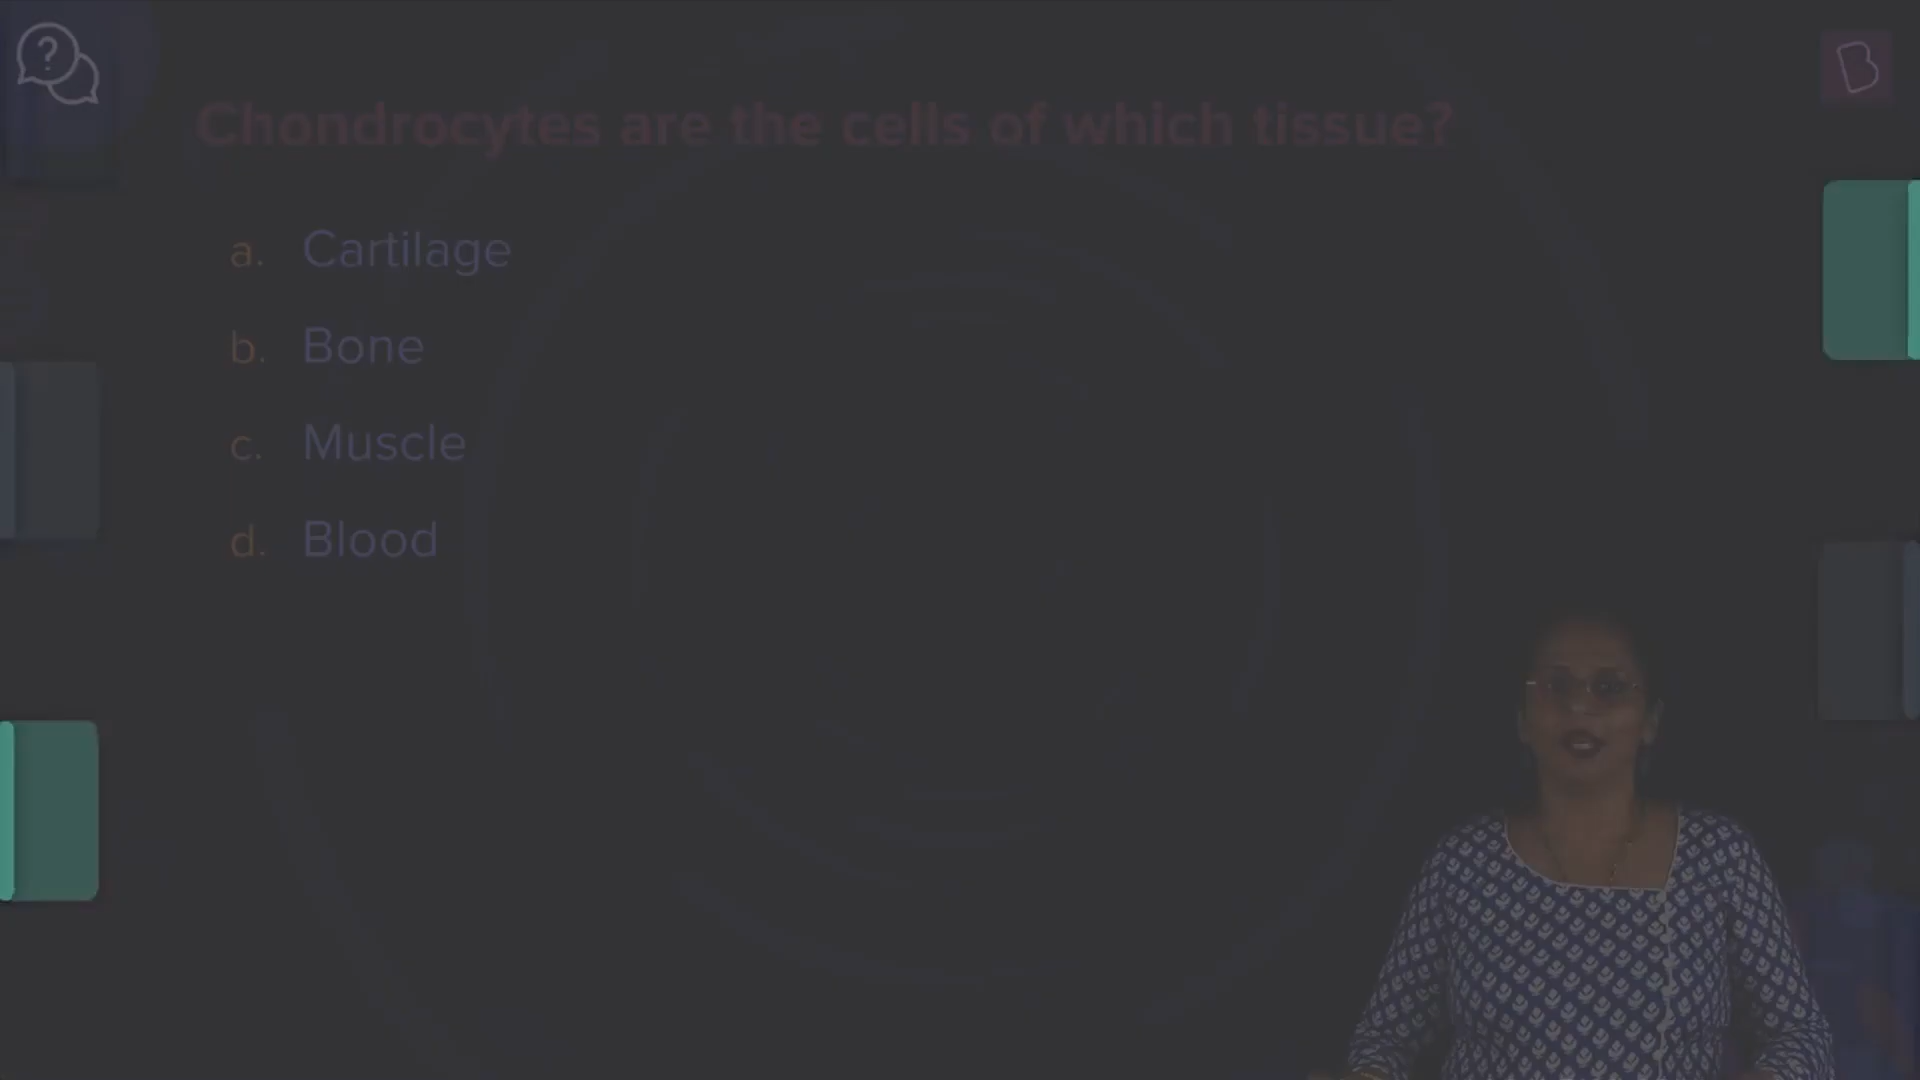 Chondrocytes are the cells of which tissue?
a. Cartilage
b. Bone
c. Muscle
d. Blood